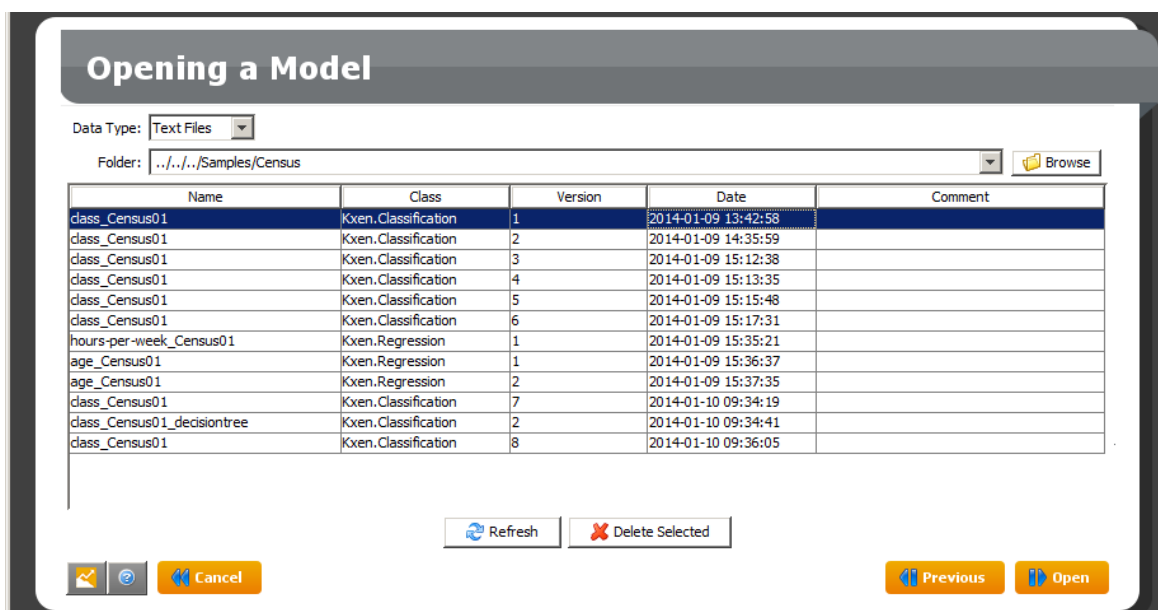 Opening a Model
Data Type: Text Files
Folder: ../../../Samples/Census Browse
Name Class Version Date Comment
class_Census01 Kxen.Classification 1 2014-01-09 13:42:58
class_Census01 Kxen.Classification 2 2014-01-09 14:35:59
class_Census01 Kxen.Classification 3 2014-01-09 15:12:38
class_Census01 Kxen.Classification 4 2014-01-09 15:13:35
class_Census01 Kxen.Classification 5 2014-01-09 15:15:48
class_Census01 Kxen.Classification 6 2014-01-09 15:17:31
hours-per-week_Census01 Kxen.Regression 1 2014-01-09 15:35:21
age_Census01 Kxen.Regression 1 2014-01-09 15:36:37
age_Census01 Kxen.Regression 2 2014-01-09 15:37:35
class_Census01 Kxen.Classification 7 2014-01-10 09:34:19
class_Census01_decisiontree Kxen.Classification 2 2014-01-10 09:34:41
class_Census01 Kxen.Classification 8 2014-01-10 09:36:05
Refresh Delete Selected
? Cancel Previous Open